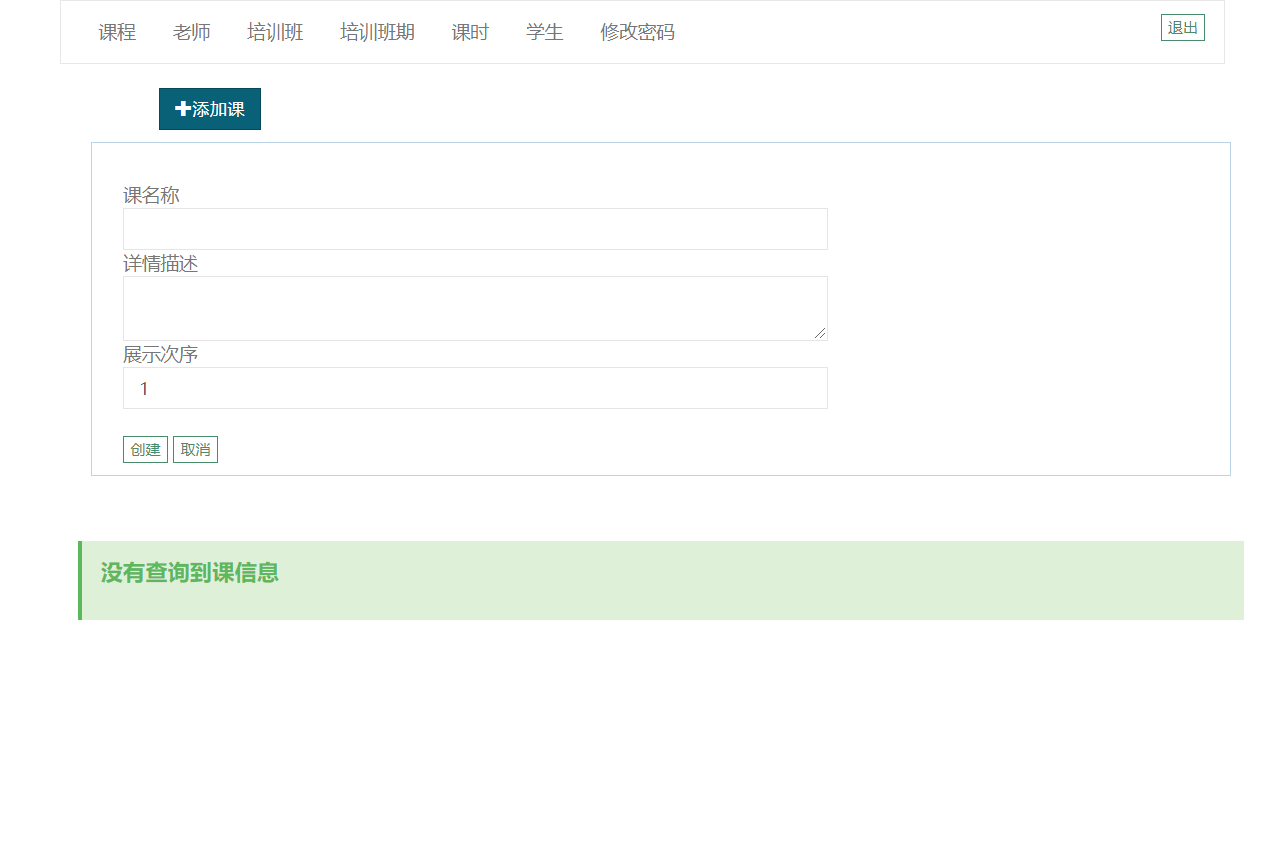 课程 老师 培训班 培训班期 课时 学生 修改密码 退出
添加课
课名称
详情描述
展示次序
1
创建 取消
没有查询到课信息